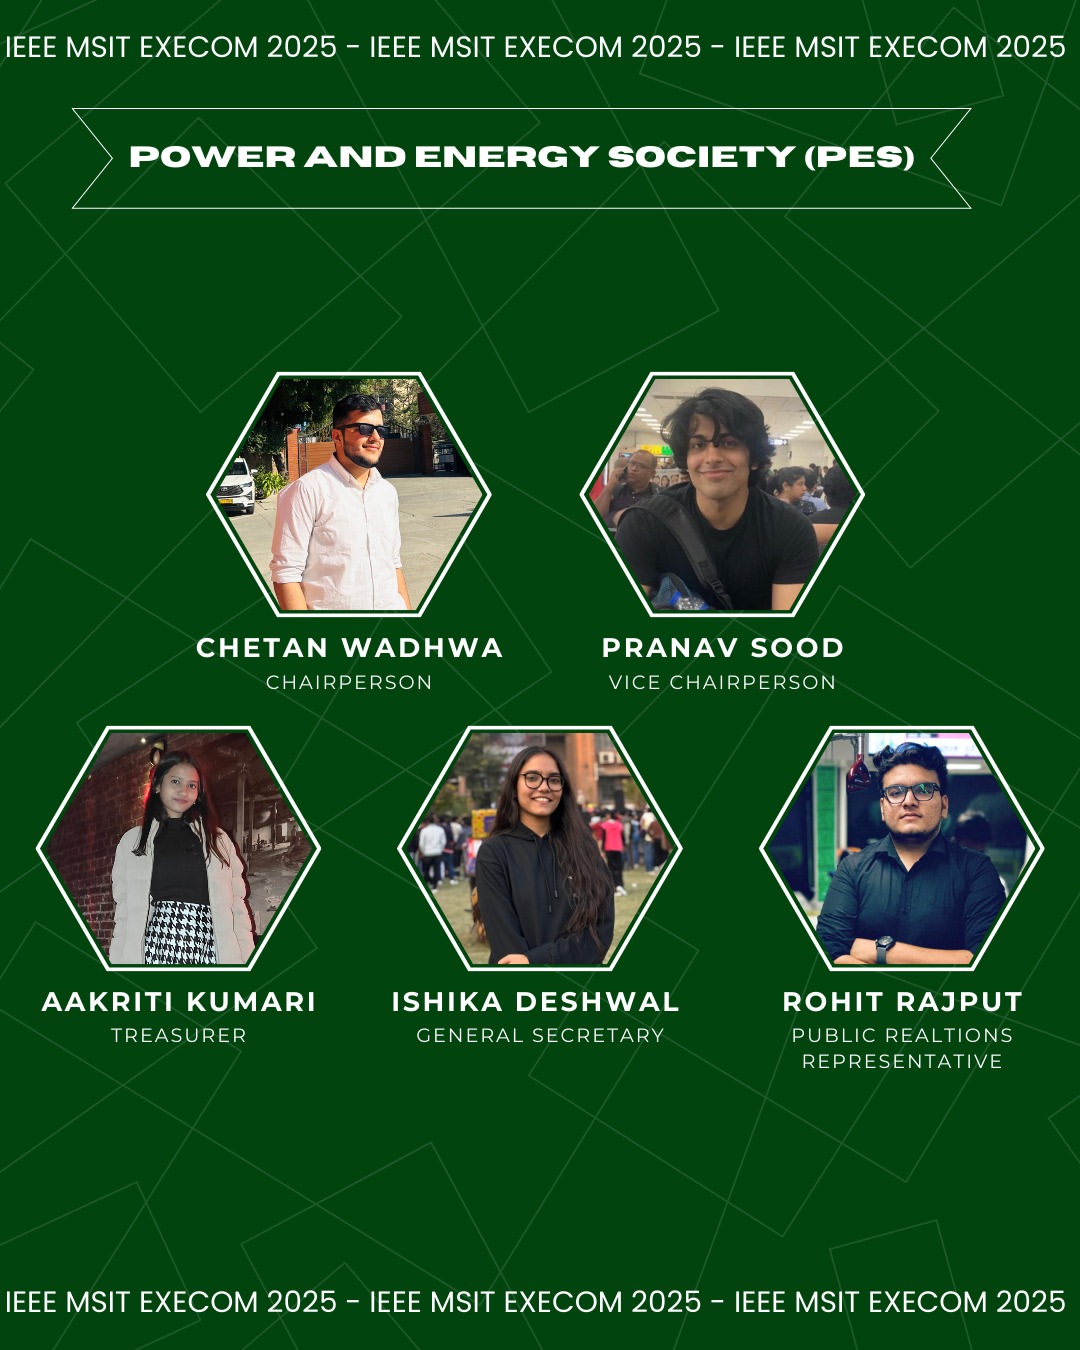 IEEE MSIT EXECOM 2025 - IEEE MSIT EXECOM 2025 - IEEE MSIT EXECOM 2025
POWER AND ENERGY SOCIETY (PES)
CHETAN WADHWA
CHAIRPERSON
PRANAV SOOD
VICE CHAIRPERSON
AAKRITI KUMARI
TREASURER
ISHIKA DESHWAL
GENERAL SECRETARY
ROHIT RAJPUT
PUBLIC REALTIONS
REPRESENTATIVE
IEEE MSIT EXECOM 2025 - IEEE MSIT EXECOM 2025 - IEEE MSIT EXECOM 2025